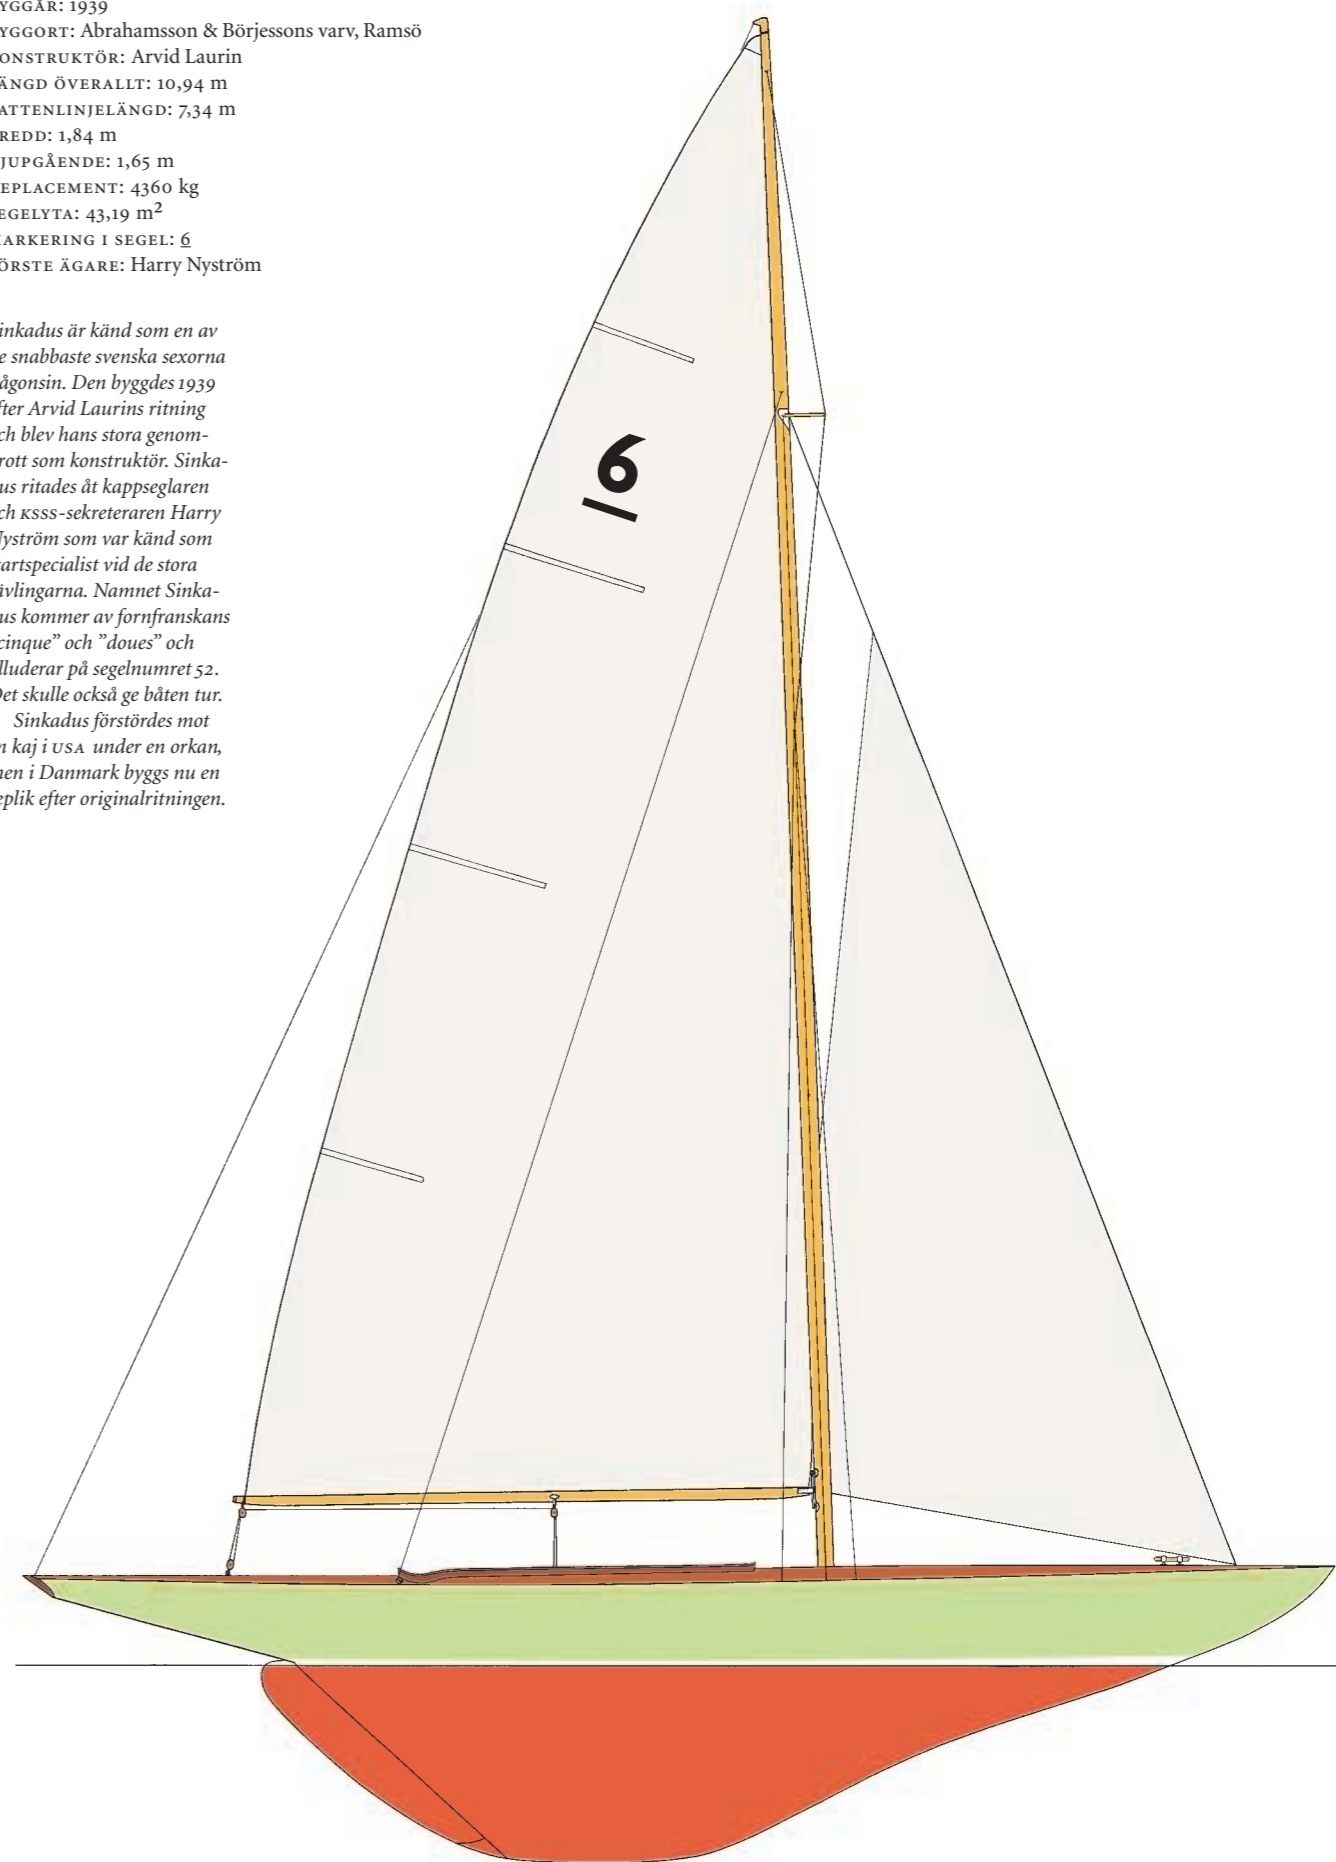 YGGÅR: 1939
YGGORT: Abrahamsson & Börjessons varv, Ramsö
ONSTRUKTÖR: Arvid Laurin
ÄNGD ÖVERALLT: 10,94 m
ATTENLINJELÄNGD: 7,34 m
REDD: 1,84 m
JUPGÅENDE: 1,65 m
EPLACEMENT: 4360 kg
EGELYTA: 43,19 m²
ARKERING I SEGEL: 6
ÖRSTE ÄGARE: Harry Nyström
inkadus är känd som en av
e snabbaste svenska sexorna
ågonsin. Den byggdes 1939
fter Arvid Laurins ritning
ch blev hans stora genom-
rott som konstruktör. Sinka-
us ritades åt kappseglaren
ch KSSS-sekreteraren Harry
Nyström som var känd som
tartspecialist vid de stora
ävlingarna. Namnet Sinka-
us kommer av fornfranskans
cinque” och ”doues” och
lluderar på segelnumret 52.
Det skulle också ge båten tur.
Sinkadus förstördes mot
n kaj i USA under en orkan,
men i Danmark byggs nu en
eplik efter originalritningen.
6